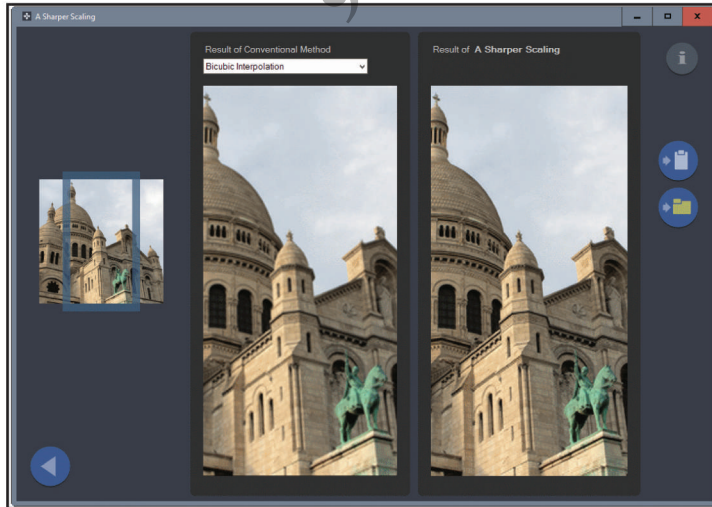 A Sharper Scaling
Result of Conventional Method
Bicubic Interpolation
Result of A Sharper Scaling
i